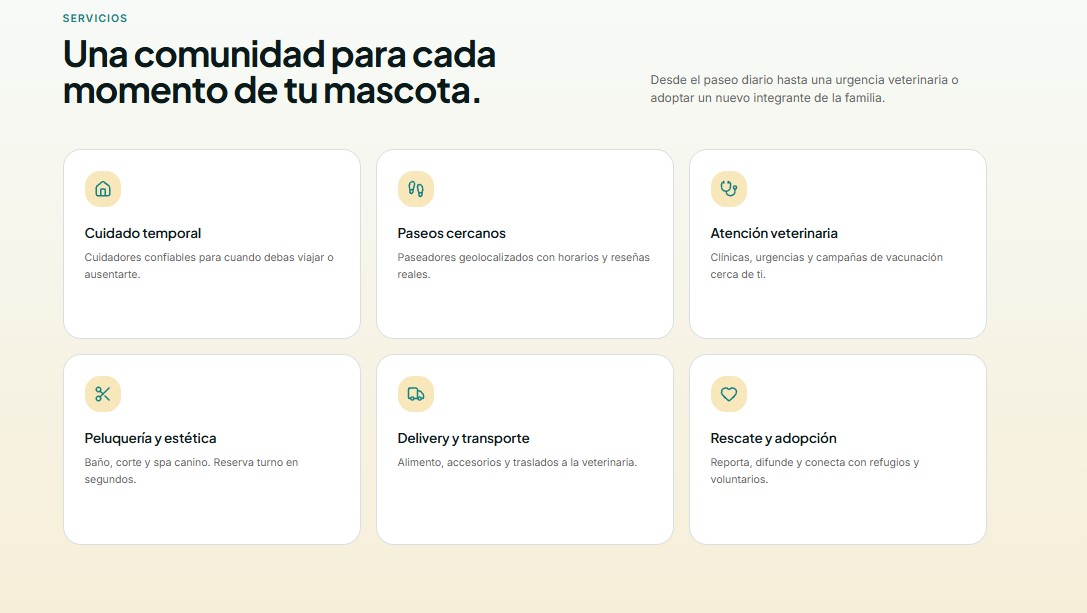 SERVICIOS
Una comunidad para cada
momento de tu mascota.
Desde el paseo diario hasta una urgencia veterinaria o
adoptar un nuevo integrante de la familia.
Cuidado temporal
Cuidadores confiables para cuando debas viajar o
ausentarte.
Paseos cercanos
Paseadores geolocalizados con horarios y reseñas
reales.
Atención veterinaria
Clínicas, urgencias y campañas de vacunación
cerca de ti.
Peluquería y estética
Baño, corte y spa canino. Reserva turno en
segundos.
Delivery y transporte
Alimento, accesorios y traslados a la veterinaria.
Rescate y adopción
Reporta, difunde y conecta con refugios y
voluntarios.